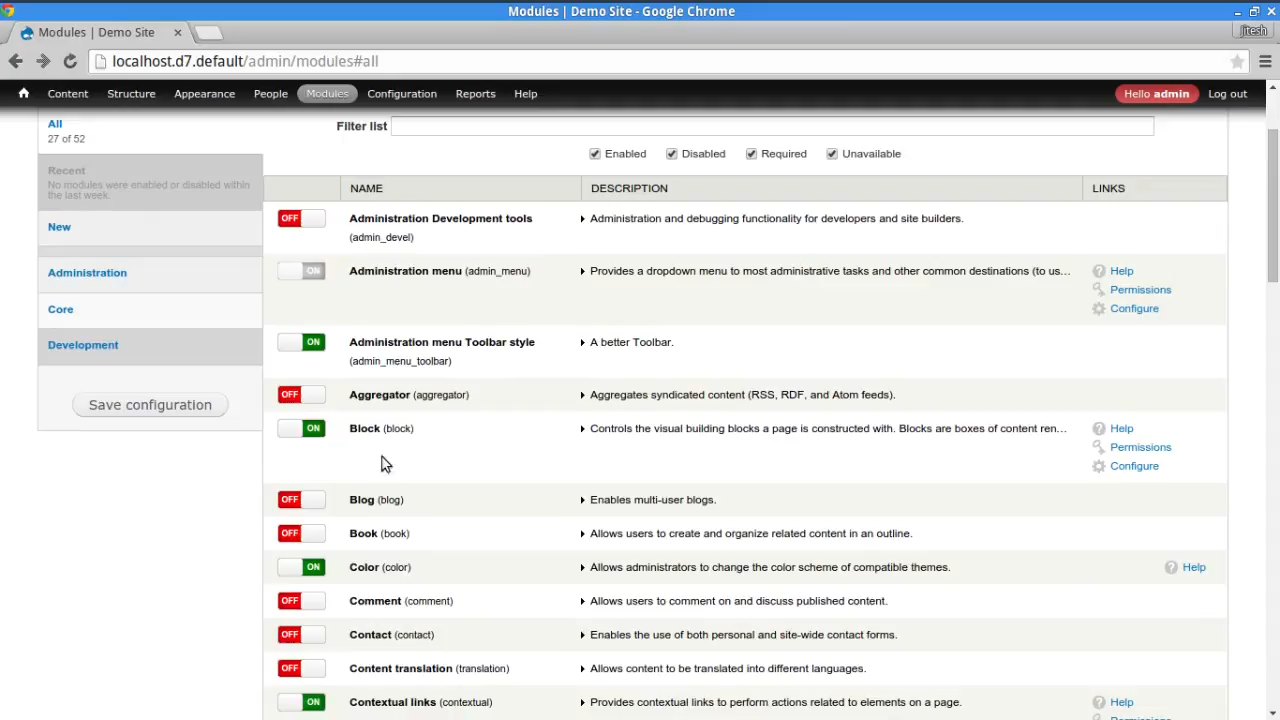 Modules | Demo Site - Google Chrome
Modules | Demo Site
jitesh
localhost.d7.default/admin/modules#all
Content Structure Appearance People Modules Configuration Reports Help Hello admin Log out
All
27 of 52
Filter list
Enabled Disabled Required Unavailable
Recent
No modules were enabled or disabled within
the last week.
New
Administration
Core
Development
Save configuration
NAME DESCRIPTION LINKS
OFF Administration Development tools Administration and debugging functionality for developers and site builders.
(admin_devel)
ON Administration menu (admin_menu) Provides a dropdown menu to most administrative tasks and other common destinations (to us... Help
Permissions
Configure
ON Administration menu Toolbar style A better Toolbar.
(admin_menu_toolbar)
OFF Aggregator (aggregator) Aggregates syndicated content (RSS, RDF, and Atom feeds).
ON Block (block) Controls the visual building blocks a page is constructed with. Blocks are boxes of content ren... Help
Permissions
Configure
OFF Blog (blog) Enables multi-user blogs.
OFF Book (book) Allows users to create and organize related content in an outline.
ON Color (color) Allows administrators to change the color scheme of compatible themes. Help
OFF Comment (comment) Allows users to comment on and discuss published content.
OFF Contact (contact) Enables the use of both personal and site-wide contact forms.
OFF Content translation (translation) Allows content to be translated into different languages.
ON Contextual links (contextual) Provides contextual links to perform actions related to elements on a page. Help